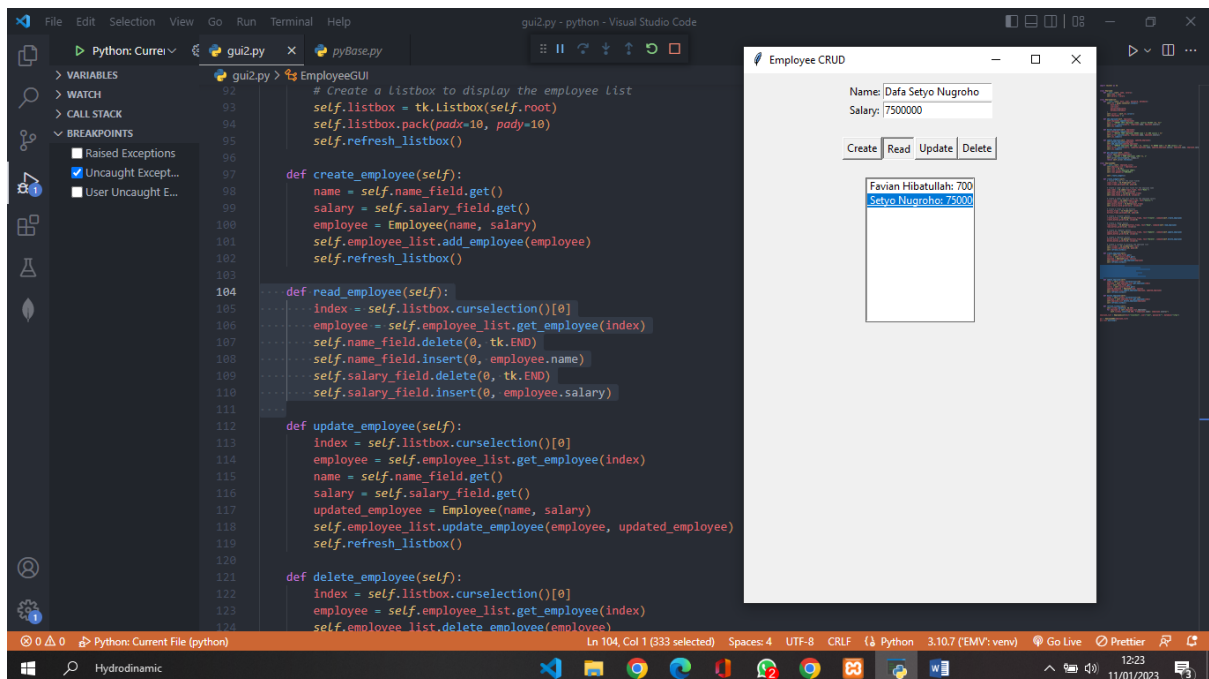 File Edit Selection View Go Run Terminal Help
gui2.py - python - Visual Studio Code
Python: Currer
gui2.py
pyBase.py
VARIABLES
WATCH
CALL STACK
BREAKPOINTS
Raised Exceptions
Uncaught Except...
User Uncaught E...
1
gui2.py > EmployeeGUI
92 # Create a listbox to display the employee list
93 self.listbox = tk.Listbox(self.root)
94 self.listbox.pack(padx=10, pady=10)
95 self.refresh_listbox()
96
97 def create_employee(self):
98 name = self.name_field.get()
99 salary = self.salary_field.get()
100 employee = Employee(name, salary)
101 self.employee_list.add_employee(employee)
102 self.refresh_listbox()
103
104 def read_employee(self):
105 index = self.listbox.curselection()[0]
106 employee = self.employee_list.get_employee(index)
107 self.name_field.delete(0, tk.END)
108 self.name_field.insert(0, employee.name)
109 self.salary_field.delete(0, tk.END)
110 self.salary_field.insert(0, employee.salary)
111
112 def update_employee(self):
113 index = self.listbox.curselection()[0]
114 employee = self.employee_list.get_employee(index)
115 name = self.name_field.get()
116 salary = self.salary_field.get()
117 updated_employee = Employee(name, salary)
118 self.employee_list.update_employee(employee, updated_employee)
119 self.refresh_listbox()
120
121 def delete_employee(self):
122 index = self.listbox.curselection()[0]
123 employee = self.employee_list.get_employee(index)
124 self.employee_list.delete_employee(employee)
Employee CRUD
Name: Dafa Setyo Nugroho
Salary: 7500000
Create Read Update Delete
Favian Hibatullah: 700
Setyo Nugroho: 75000
1
0 0 Python: Current File (python)
Ln 104, Col 1 (333 selected) Spaces: 4 UTF-8 CRLF Python 3.10.7 ('EMV': venv) Go Live Prettier
Hydrodinamic
2
12:23
11/01/2023
3